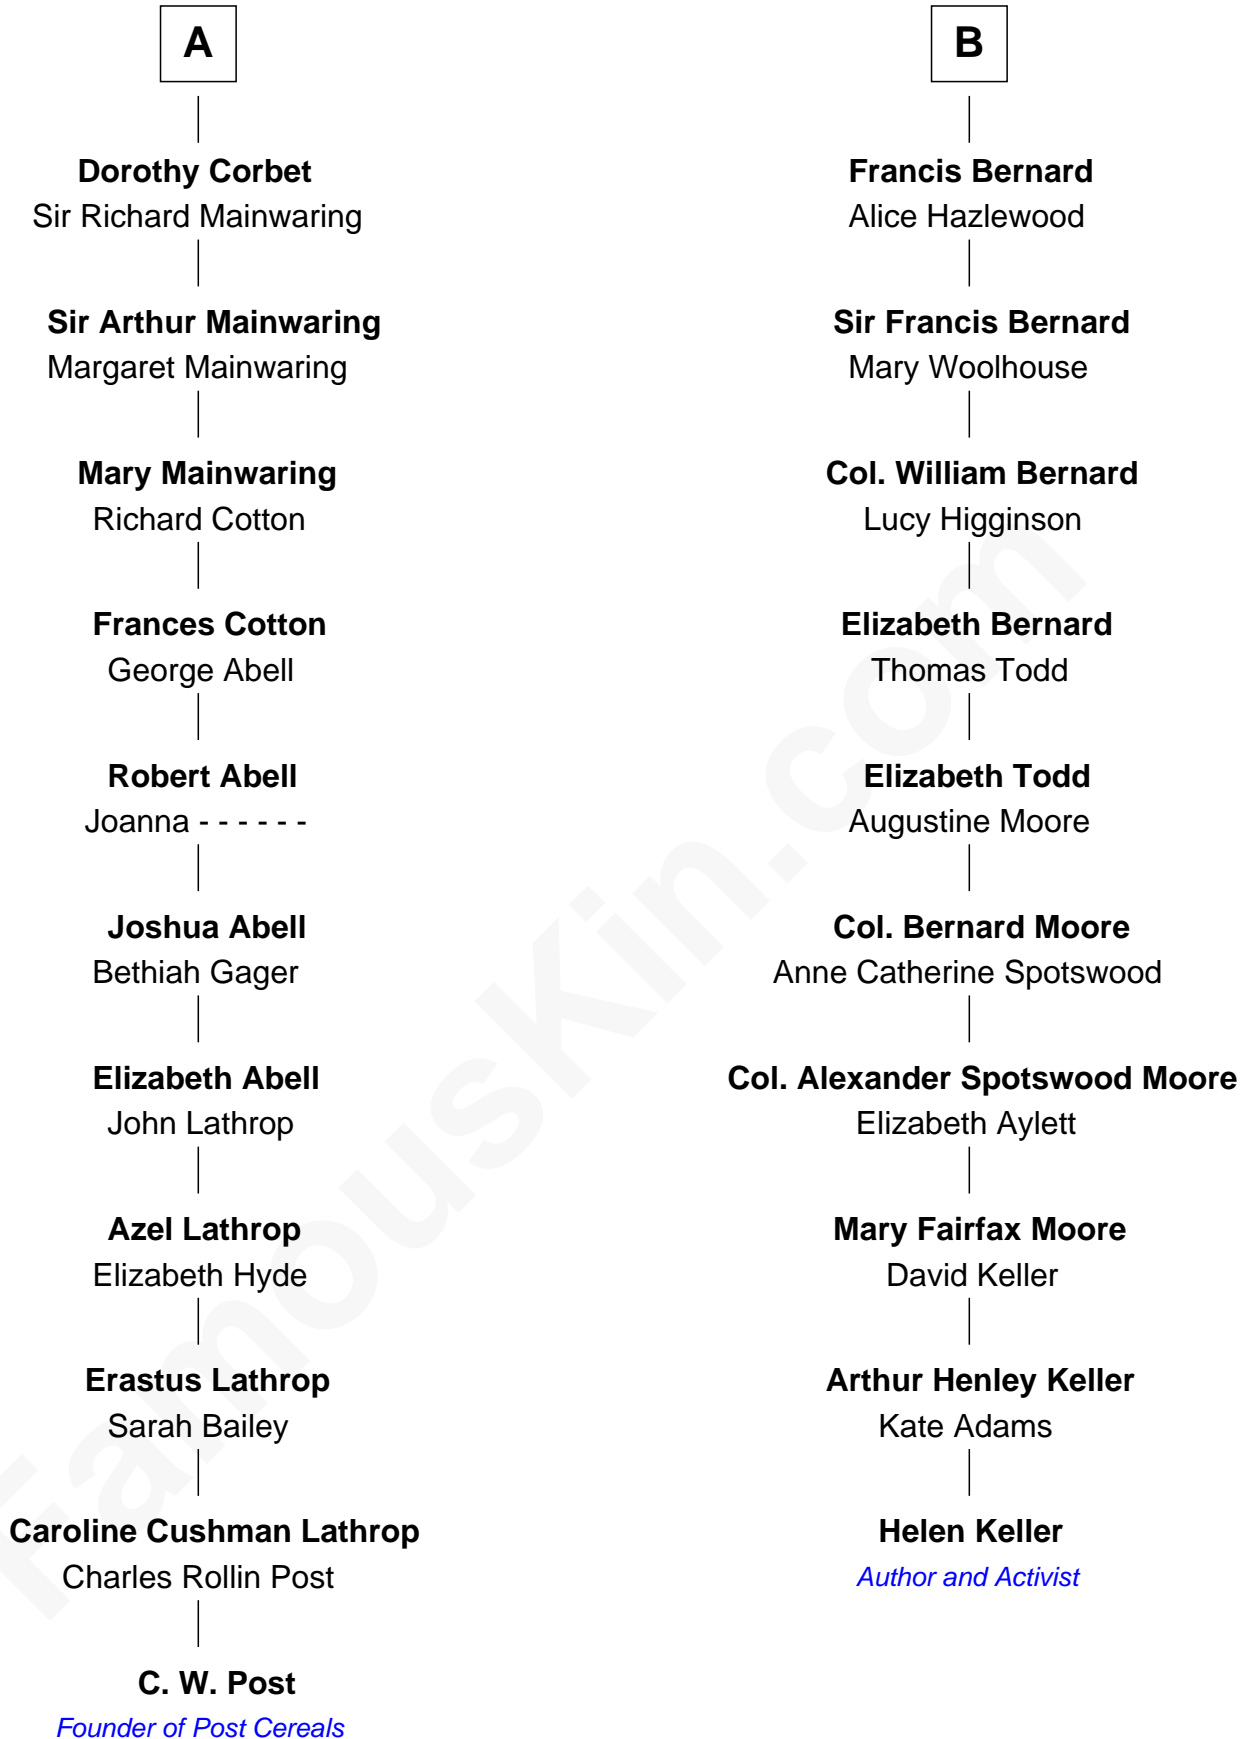 A
Dorothy Corbet
Sir Richard Mainwaring
Sir Arthur Mainwaring
Margaret Mainwaring
Mary Mainwaring
Richard Cotton
Frances Cotton
George Abell
Robert Abell
Joanna - - - - - -
Joshua Abell
Bethiah Gager
Elizabeth Abell
John Lathrop
Azel Lathrop
Elizabeth Hyde
Erastus Lathrop
Sarah Bailey
Caroline Cushman Lathrop
Charles Rollin Post
C. W. Post
Founder of Post Cereals
B
Francis Bernard
Alice Hazlewood
Sir Francis Bernard
Mary Woolhouse
Col. William Bernard
Lucy Higginson
Elizabeth Bernard
Thomas Todd
Elizabeth Todd
Augustine Moore
Col. Bernard Moore
Anne Catherine Spotswood
Col. Alexander Spotswood Moore
Elizabeth Aylett
Mary Fairfax Moore
David Keller
Arthur Henley Keller
Kate Adams
Helen Keller
Author and Activist
FamousKin.com